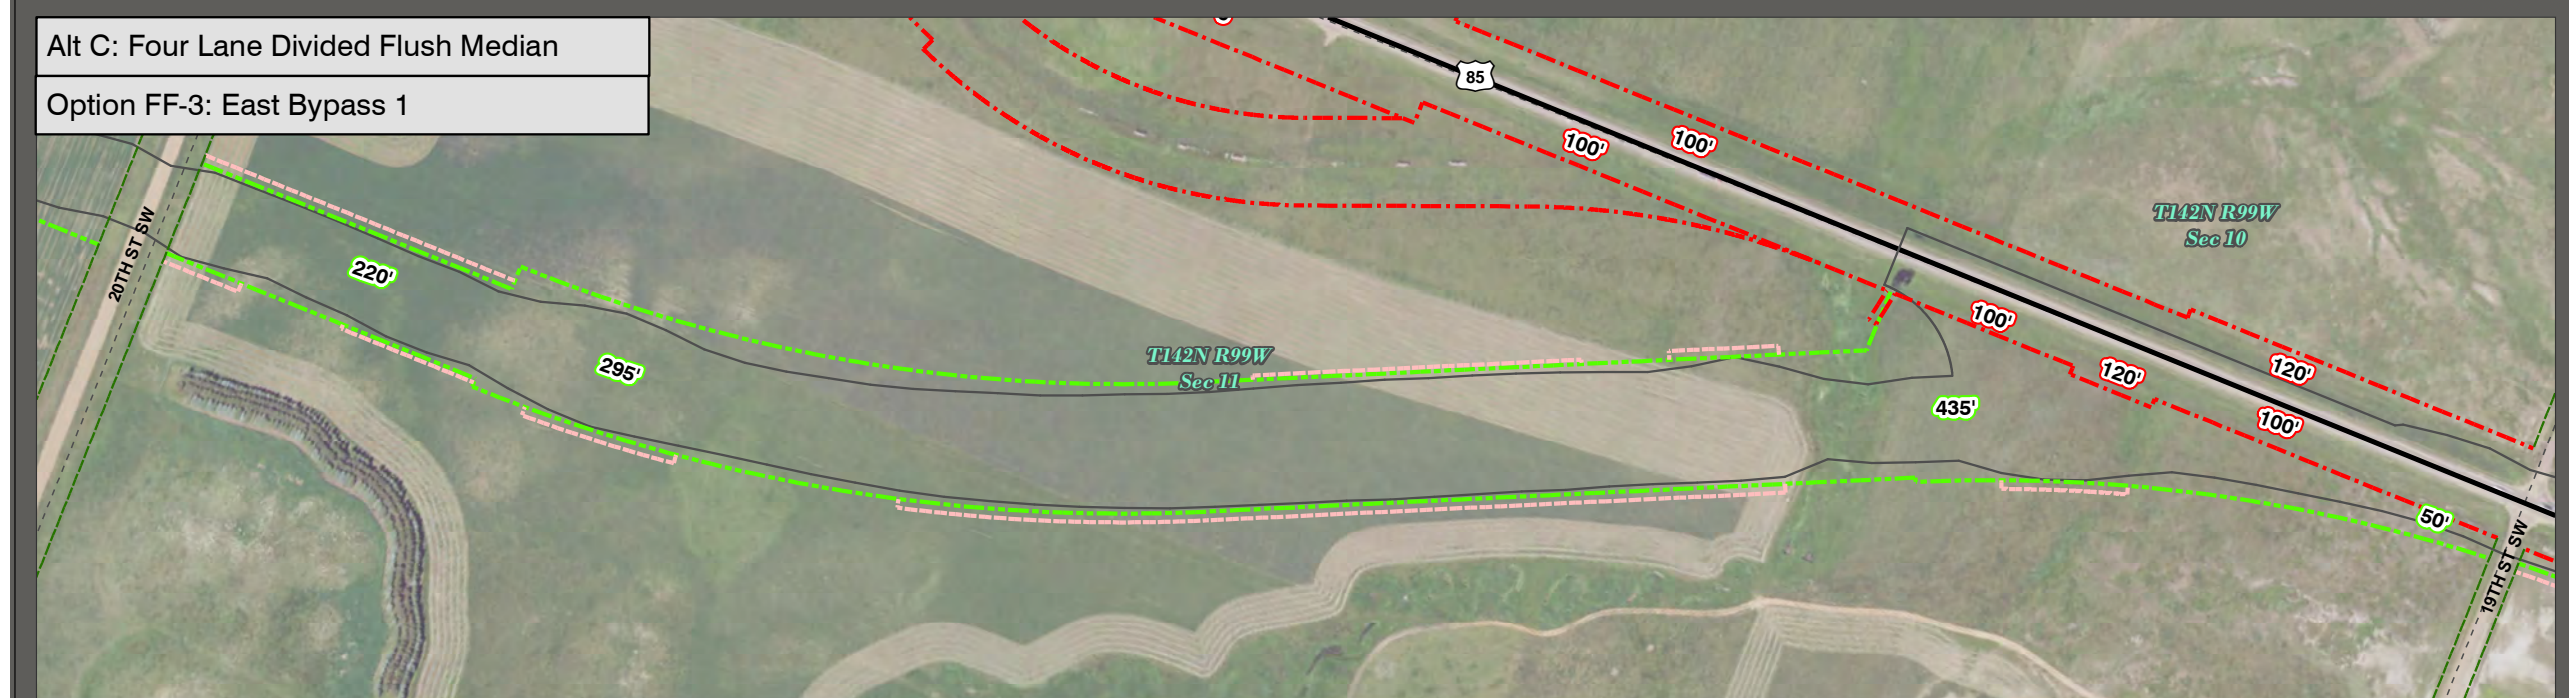 Alt C: Four Lane Divided Flush Median
Option FF-3: East Bypass 1
85
100'
100'
T142N R99W
Sec 10
20TH ST SW
220'
295'
T142N R99W
Sec 11
100'
120'
120'
435'
100'
50'
19TH ST SW